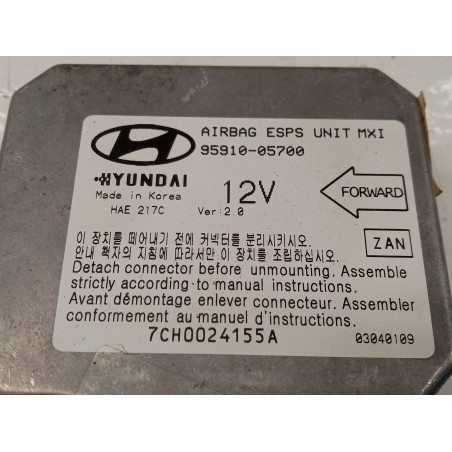 AIRBAG ESPS UNIT MXI
95910-05700
HYUNDAI
Made in Korea
HAE 217C
12V
Ver:2.0
FORWARD
ZAN
이 장치를 떼어내기 전에 커넥터를 분리시키시오.
안내 책자의 지침에 따라서만 이 장치를 조립하십시오.
Detach connector before unmounting. Assemble
strictly according to manual instructions.
Avant démontage enlever connecteur. Assembler
conformement au manuel d'instructions.
7CH0024155A
03040109